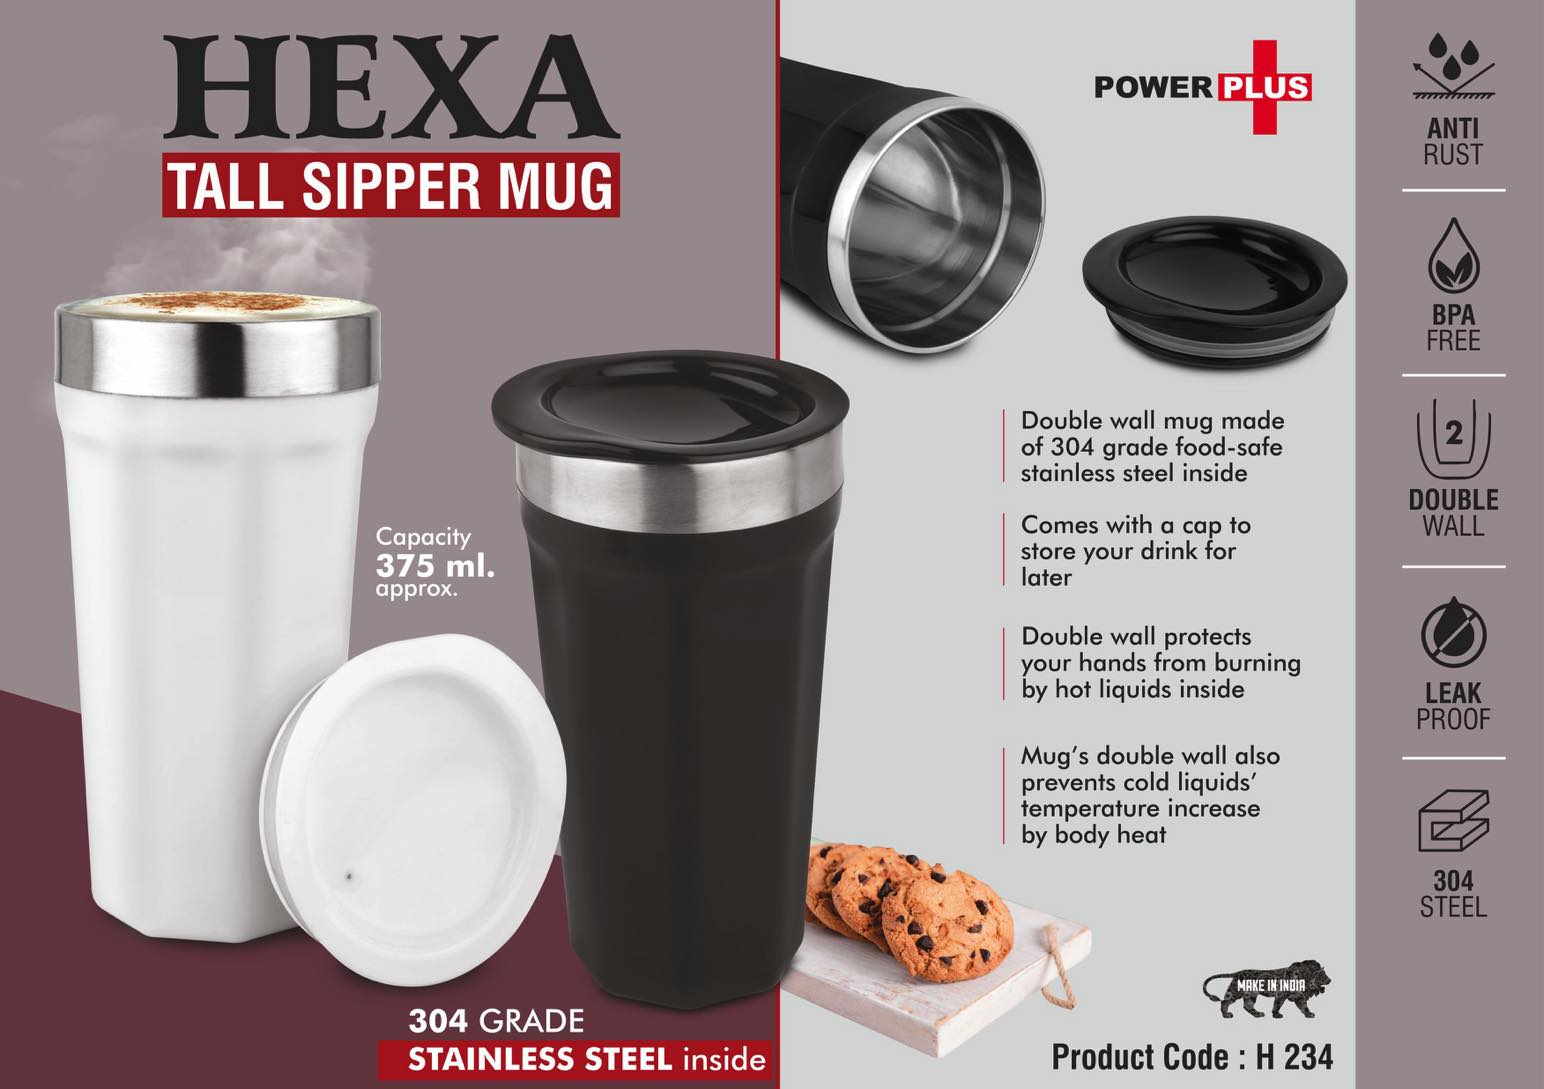 HEXA
TALL SIPPER MUG
Capacity
375 ml.
approx.
304 GRADE
STAINLESS STEEL inside
POWER PLUS
Double wall mug made
of 304 grade food-safe
stainless steel inside
Comes with a cap to
store your drink for
later
Double wall protects
your hands from burning
by hot liquids inside
Mug's double wall also
prevents cold liquids'
temperature increase
by body heat
MAKE IN INDIA
Product Code : H 234
ANTI
RUST
BPA
FREE
2
DOUBLE
WALL
LEAK
PROOF
304
STEEL